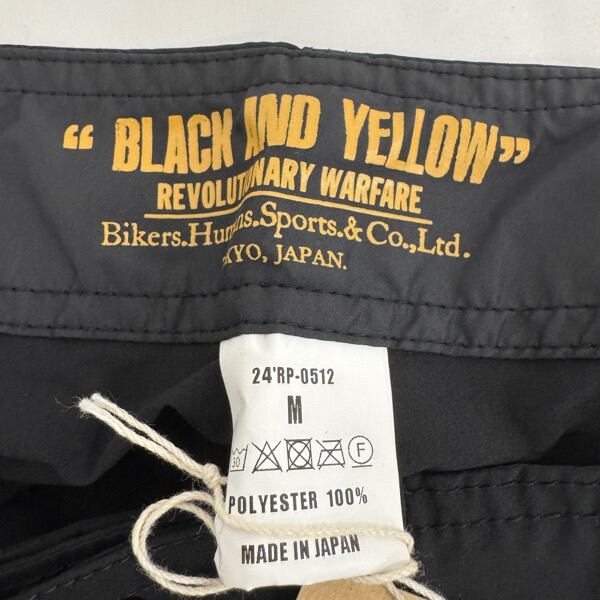 “ BLACK AND YELLOW”
REVOLUTIONARY WARFARE
Bikers.Humans.Sports.&Co.,Ltd.
TOKYO, JAPAN.
24'RP-0512
M
30 F
POLYESTER 100%
MADE IN JAPAN